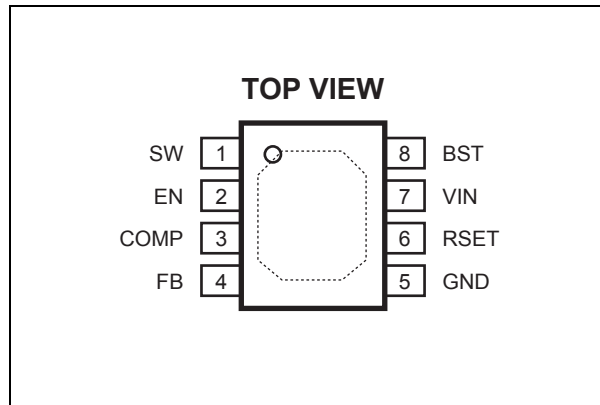 TOP VIEW
SW 1 8 BST
EN 2 7 VIN
COMP 3 6 RSET
FB 4 5 GND